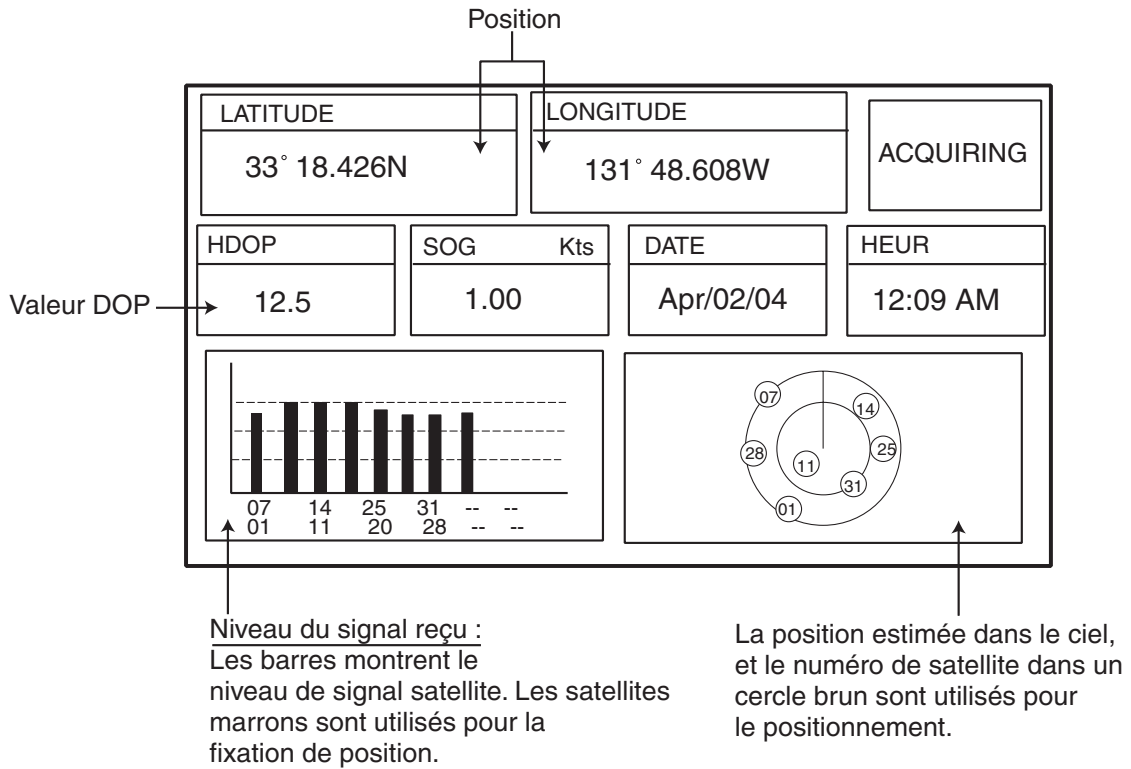 Position
LATITUDE
LONGITUDE
33° 18.426N
131° 48.608W
ACQUIRING
HDOP
SOG Kts
DATE
HEUR
Valeur DOP
12.5
1.00
Apr/02/04
12:09 AM
07 14 25 31 -- --
01 11 20 28 -- --
07
14
28
11
25
31
01
Niveau du signal reçu :
Les barres montrent le
niveau de signal satellite. Les satellites
marrons sont utilisés pour la
fixation de position.
La position estimée dans le ciel,
et le numéro de satellite dans un
cercle brun sont utilisés pour
le positionnement.